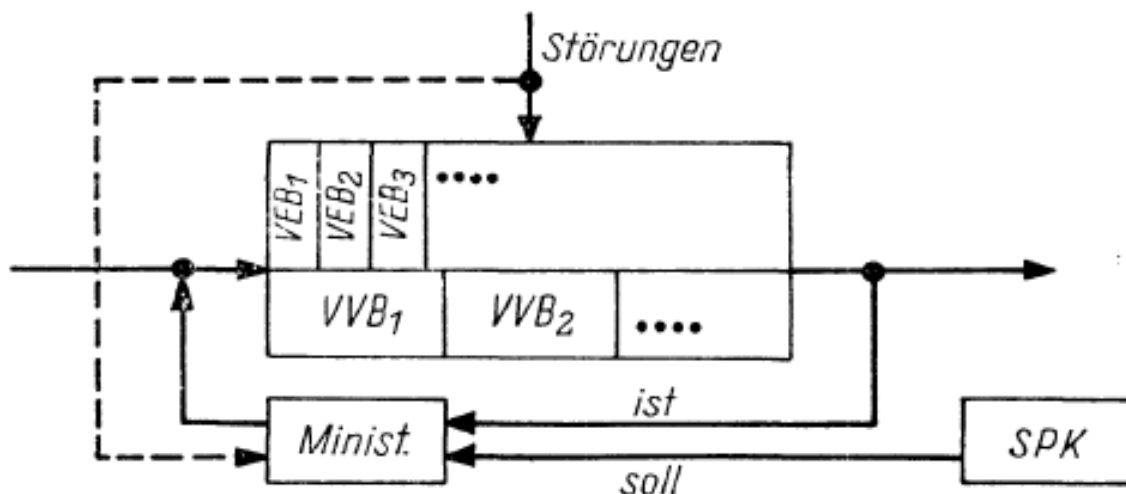 Störungen
VEB₁ VEB₂ VEB₃ ....
VVB₁ VVB₂ ....
ist
Minist. SPK
soll